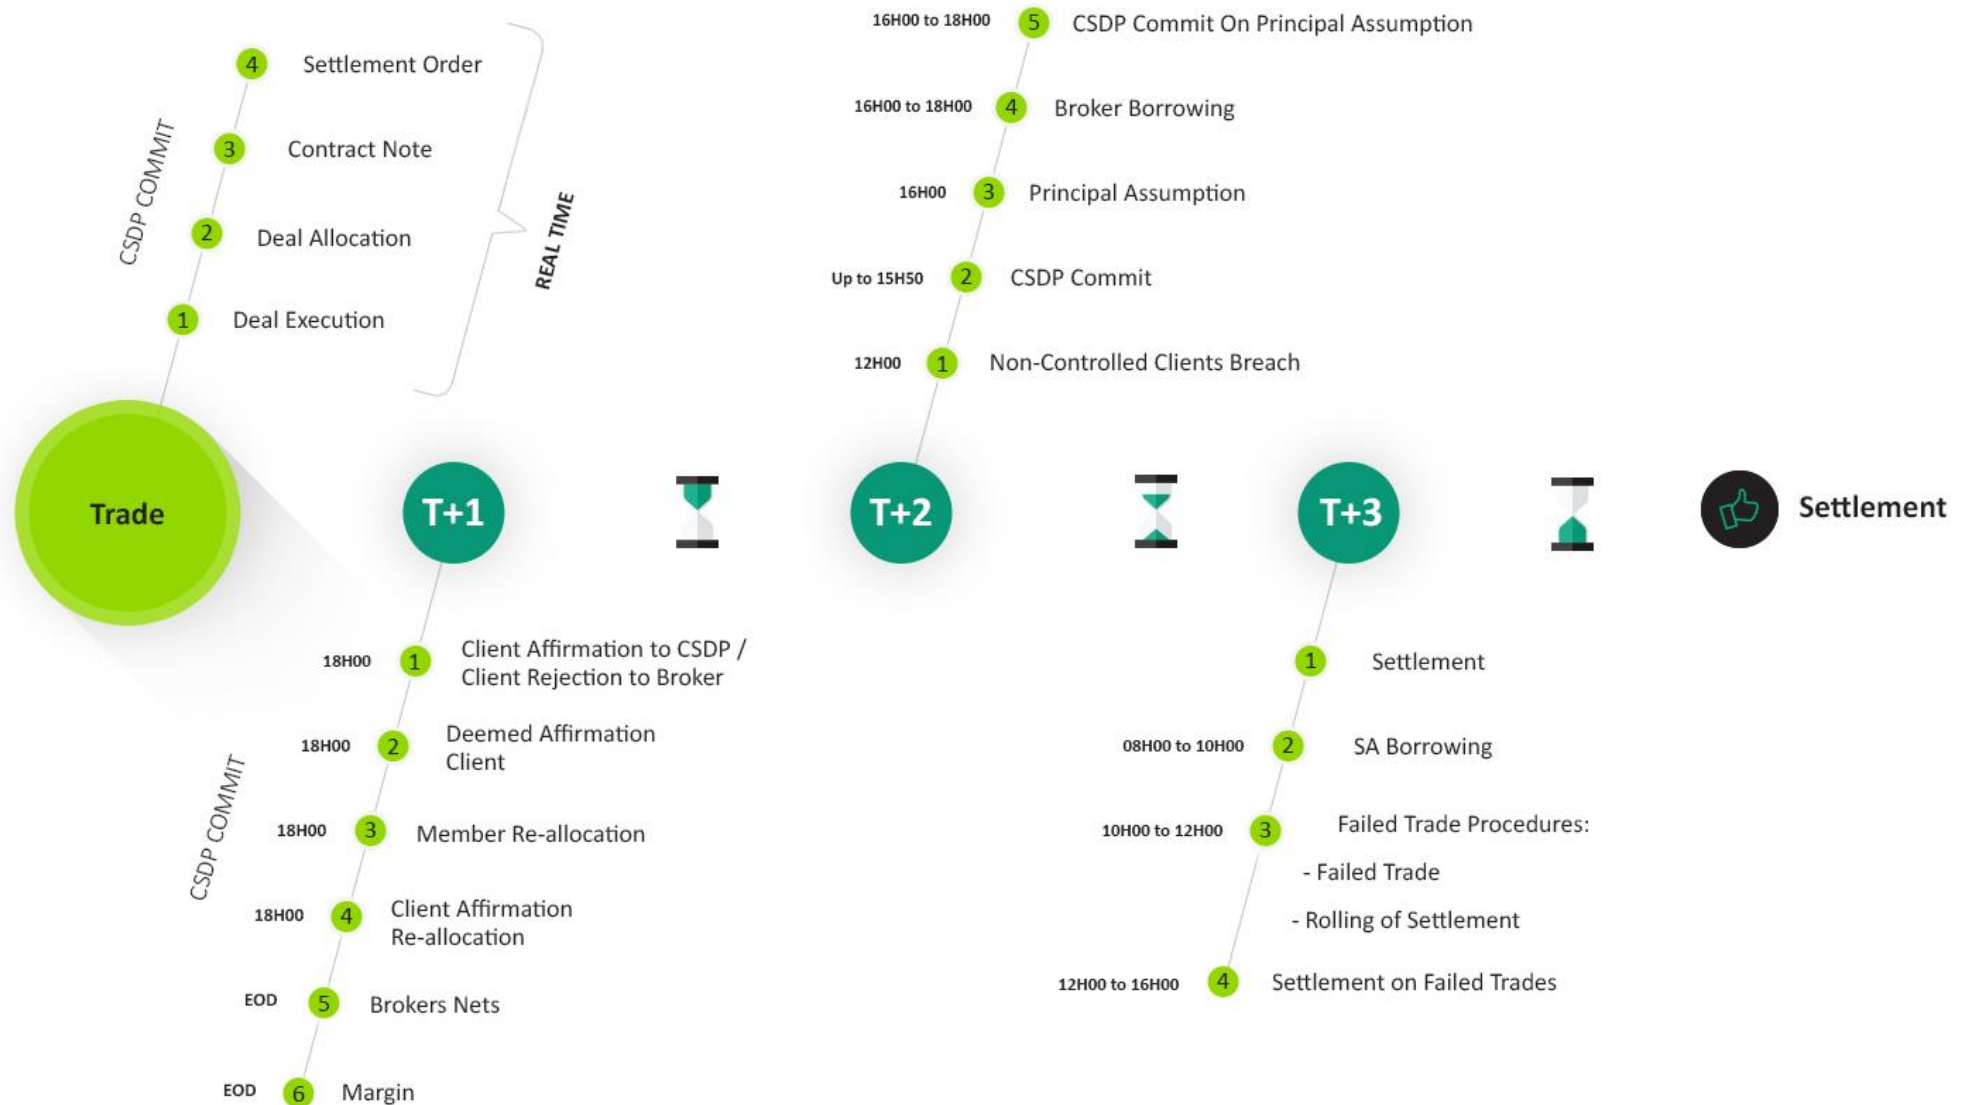 4 Settlement Order
3 Contract Note
2 Deal Allocation
1 Deal Execution
CSDP COMMIT
REAL TIME
Trade
T+1
18H00 1 Client Affirmation to CSDP /
Client Rejection to Broker
18H00 2 Deemed Affirmation
Client
18H00 3 Member Re-allocation
18H00 4 Client Affirmation
Re-allocation
EOD 5 Brokers Nets
EOD 6 Margin
CSDP COMMIT
16H00 to 18H00 5 CSDP Commit On Principal Assumption
16H00 to 18H00 4 Broker Borrowing
16H00 3 Principal Assumption
Up to 15H50 2 CSDP Commit
12H00 1 Non-Controlled Clients Breach
T+2
T+3
1 Settlement
08H00 to 10H00 2 SA Borrowing
10H00 to 12H00 3 Failed Trade Procedures:
- Failed Trade
- Rolling of Settlement
12H00 to 16H00 4 Settlement on Failed Trades
Settlement